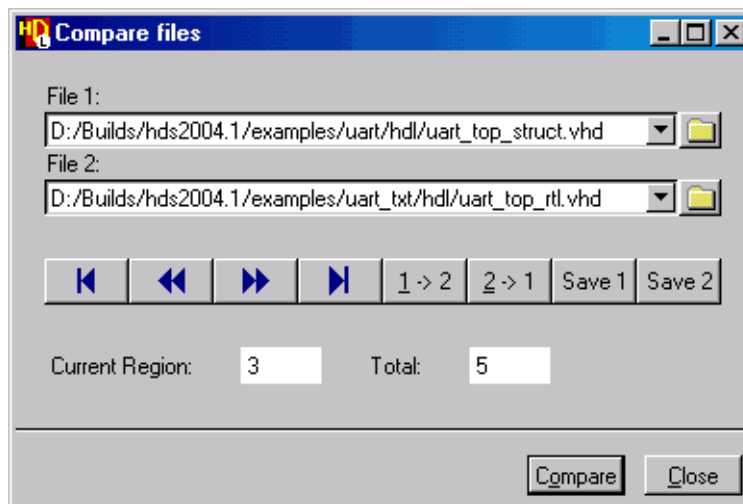 HDL Compare files
File 1:
D:/Builds/hds2004.1/examples/uart/hdl/uart_top_struct.vhd
File 2:
D:/Builds/hds2004.1/examples/uart_txt/hdl/uart_top_rtl.vhd
1 -> 2 2 -> 1 Save 1 Save 2
Current Region: 3 Total: 5
Compare Close